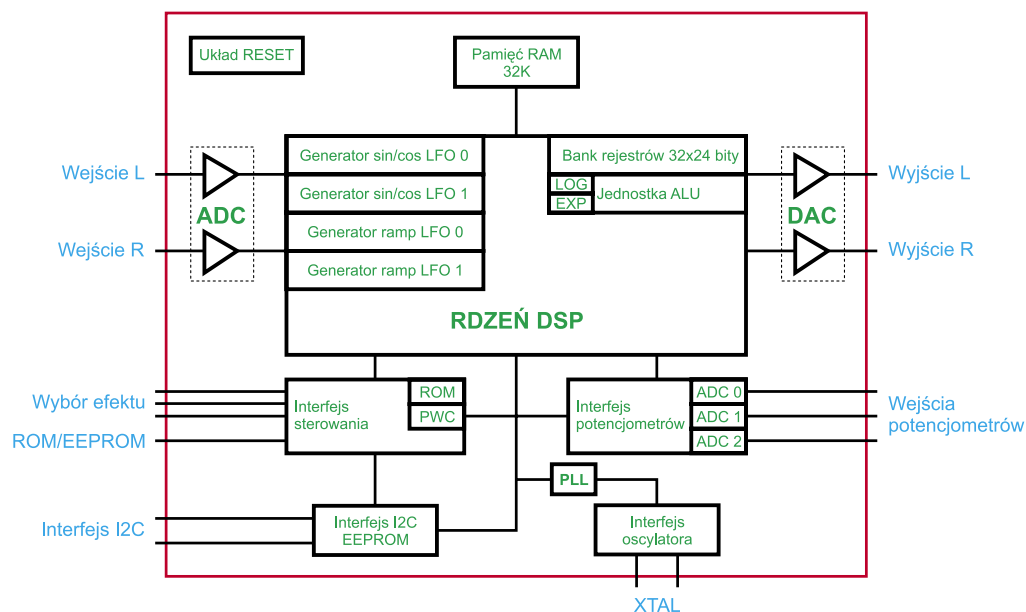 Układ RESET
Pamięć RAM
32K
Generator sin/cos LFO 0
Bank rejestrów 32x24 bity
Wejście L
Wyjście L
Generator sin/cos LFO 1
LOG
Jednostka ALU
EXP
ADC
DAC
Generator ramp LFO 0
Wejście R
Wyjście R
Generator ramp LFO 1
RDZEŃ DSP
Wybór efektu
ROM/EEPROM
Interfejs
sterowania
ROM
PWC
Interfejs
potencjometrów
ADC 0
ADC 1
ADC 2
Wejścia
potencjometrów
PLL
Interfejs I2C
Interfejs I2C
EEPROM
Interfejs
oscylatora
XTAL